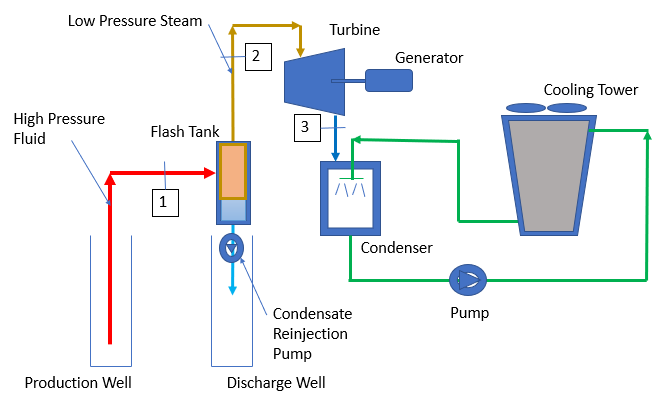 Low Pressure Steam
Turbine
2
Generator
Cooling Tower
High Pressure
Fluid
Flash Tank
3
1
Condenser
Condensate
Reinjection
Pump
Pump
Production Well
Discharge Well